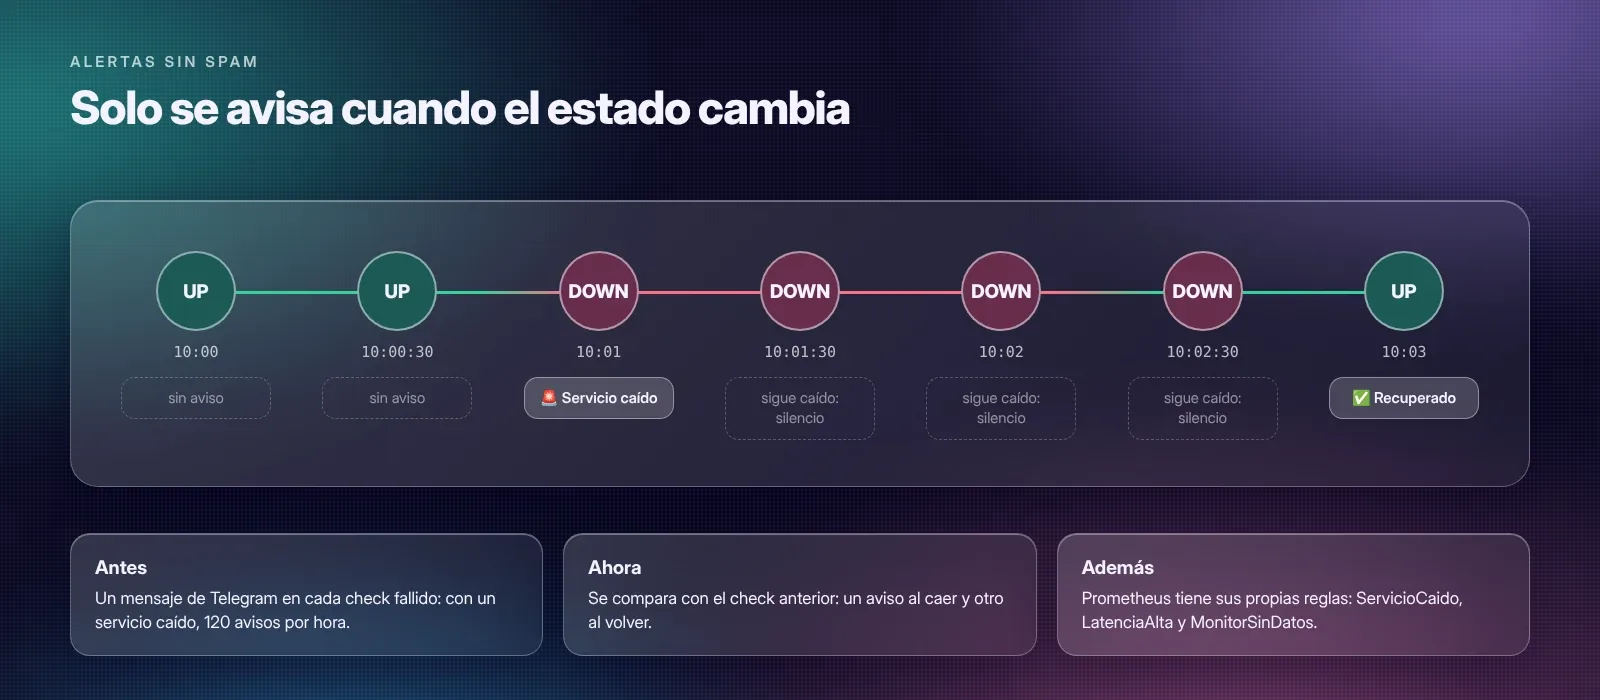 ALERTAS SIN SPAM
Solo se avisa cuando el estado cambia
UP
UP
DOWN
DOWN
DOWN
DOWN
UP
10:00
10:00:30
10:01
10:01:30
10:02
10:02:30
10:03
sin aviso
sin aviso
🚨 Servicio caído
sigue caído:
silencio
sigue caído:
silencio
sigue caído:
silencio
✅ Recuperado
Antes
Un mensaje de Telegram en cada check fallido: con un
servicio caído, 120 avisos por hora.
Ahora
Se compara con el check anterior: un aviso al caer y otro
al volver.
Además
Prometheus tiene sus propias reglas: ServicioCaido,
LatenciaAlta y MonitorSinDatos.